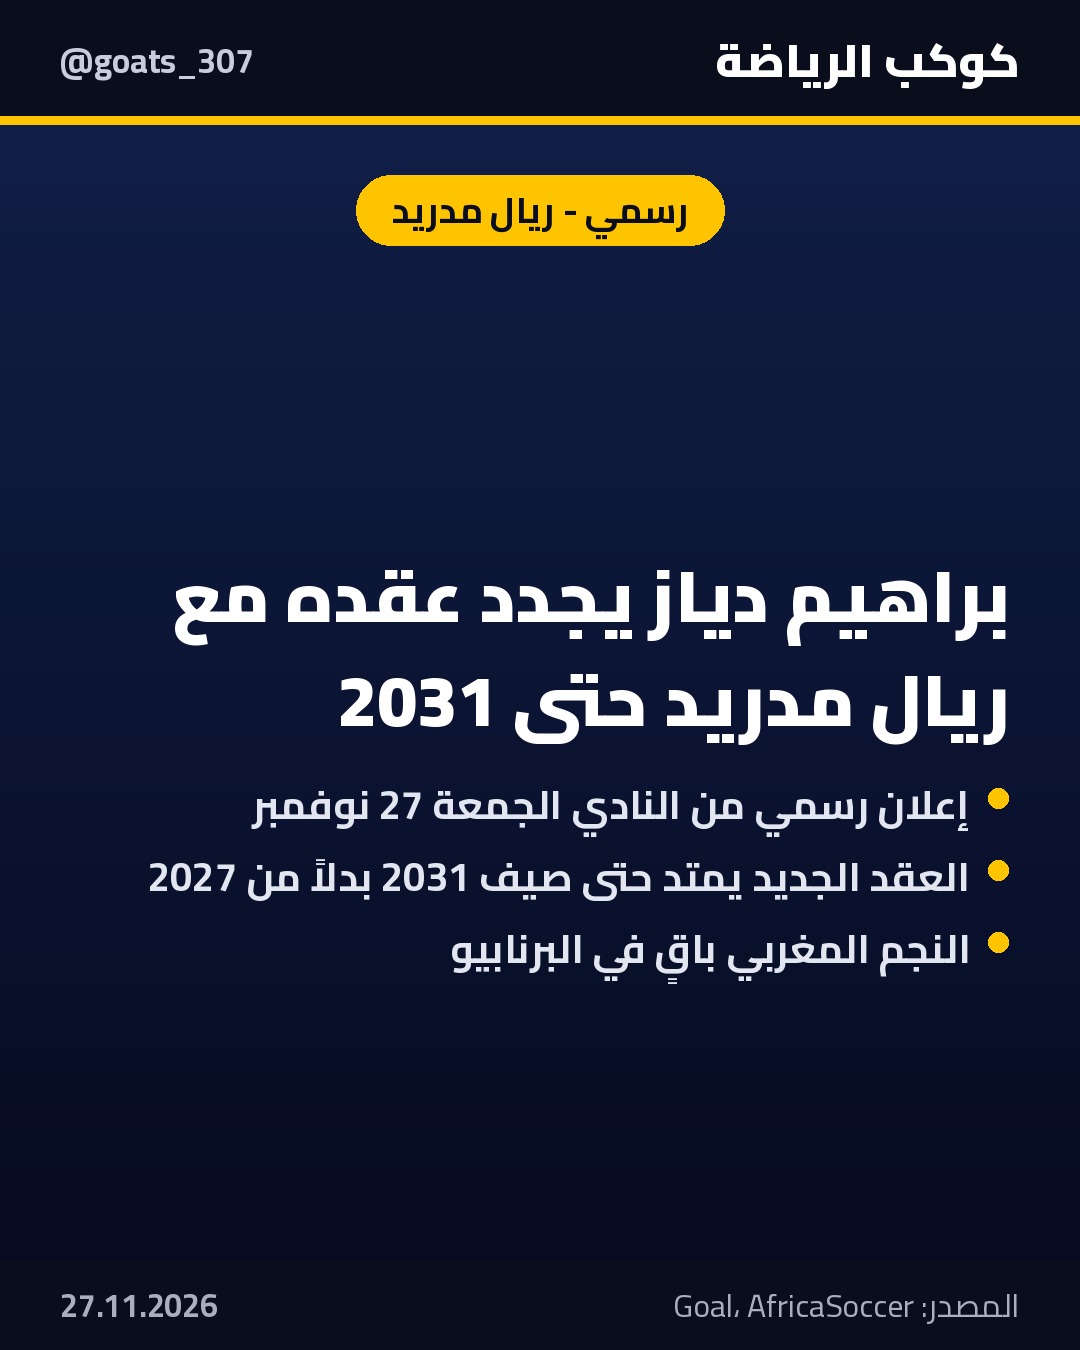 كوكب الرياضة
@goats_307
رسمي - ريال مدريد
براهيم دياز يجدد عقده مع
ريال مدريد حتى 2031
إعلان رسمي من النادي الجمعة 27 نوفمبر
العقد الجديد يمتد حتى صيف 2031 بدلاً من 2027
النجم المغربي باقٍ في البرنابيو
المصدر: Goal، AfricaSoccer
27.11.2026